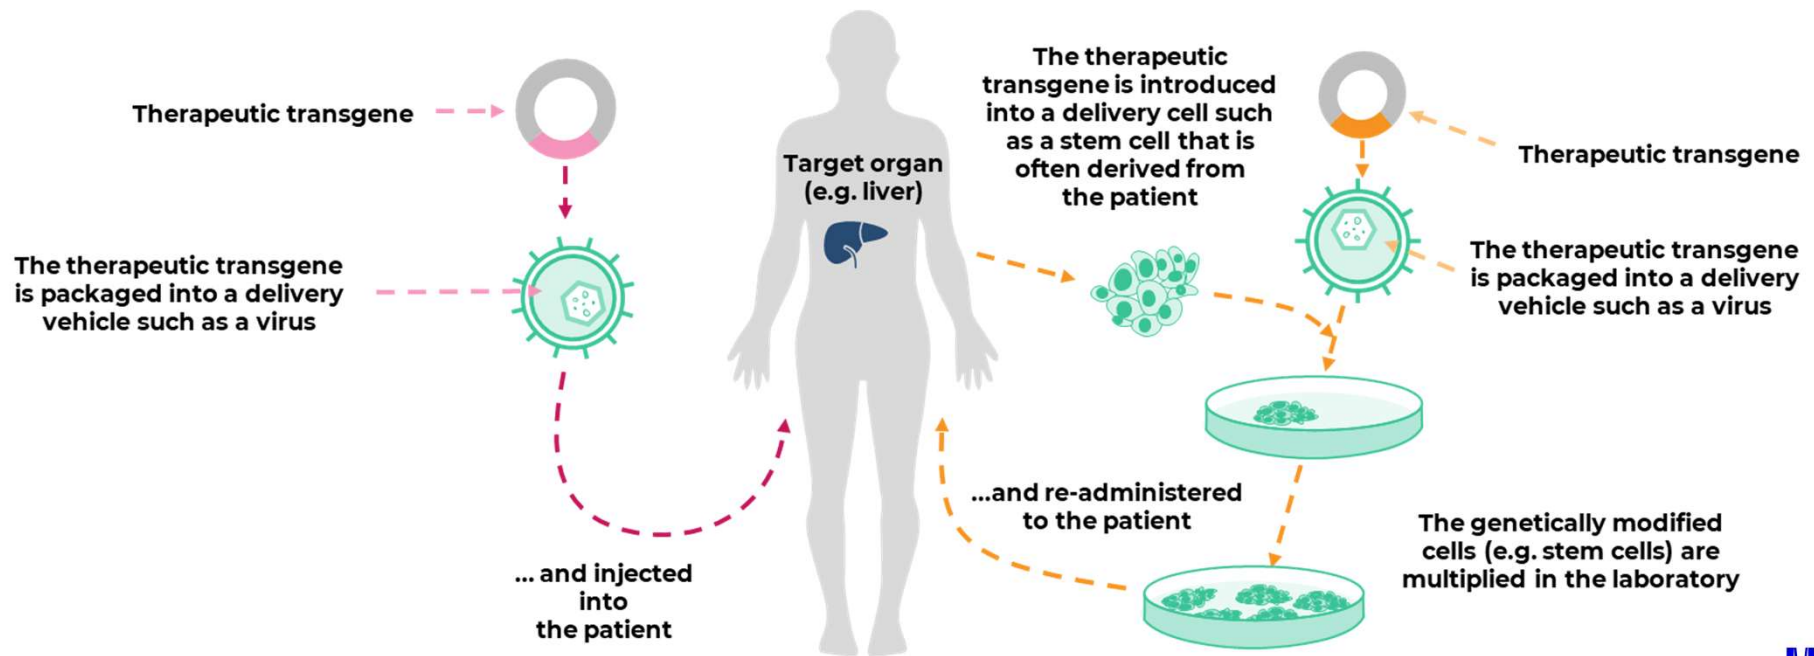 Therapeutic transgene
The therapeutic transgene
is packaged into a delivery
vehicle such as a virus
... and injected
into
the patient
Target organ
(e.g. liver)
The therapeutic
transgene is introduced
into a delivery cell such
as a stem cell that is
often derived from
the patient
Therapeutic transgene
The therapeutic transgene
is packaged into a delivery
vehicle such as a virus
The genetically modified
cells (e.g. stem cells) are
multiplied in the laboratory
...and re-administered
to the patient